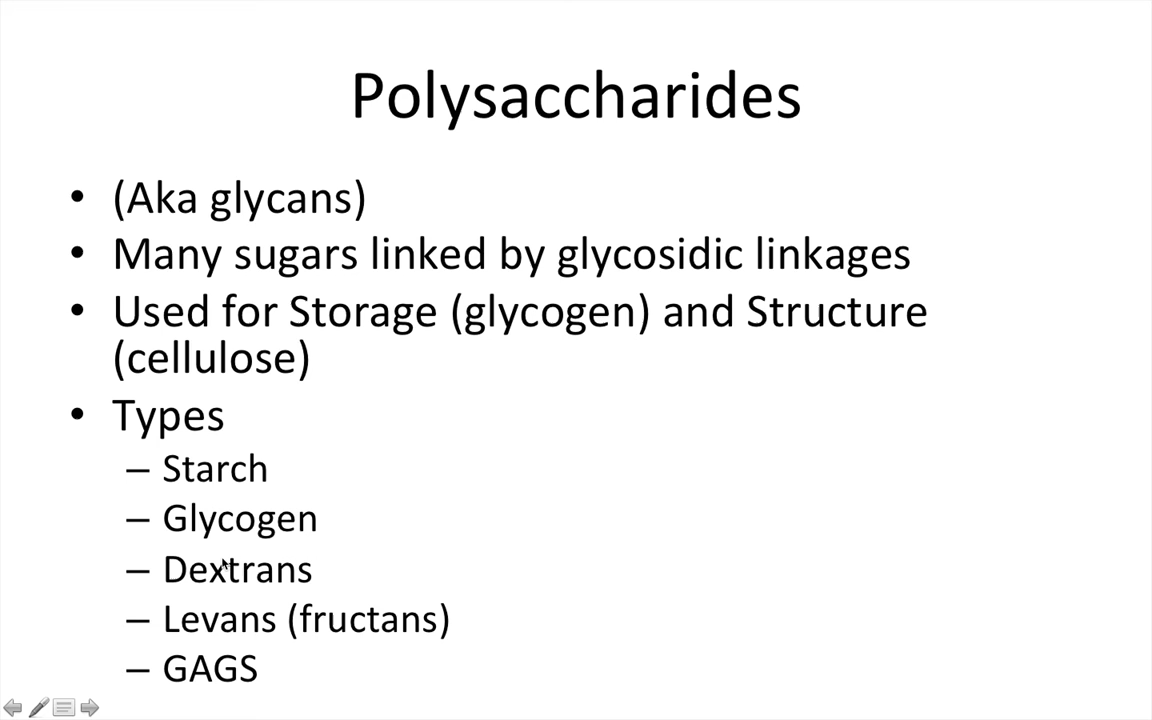 Polysaccharides
• (Aka glycans)
• Many sugars linked by glycosidic linkages
• Used for Storage (glycogen) and Structure
(cellulose)
• Types
– Starch
– Glycogen
– Dextrans
– Levans (fructans)
– GAGS